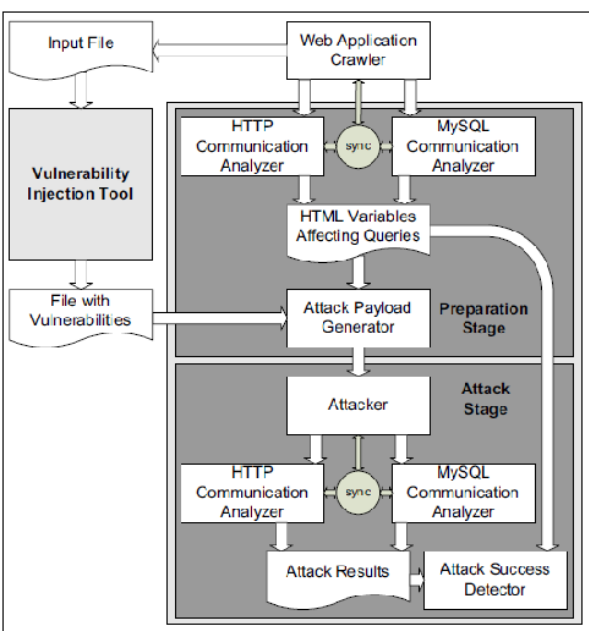 Input File
Web Application
Crawler
HTTP
Communication
Analyzer
sync
MySQL
Communication
Analyzer
Vulnerability
Injection Tool
HTML Variables
Affecting Queries
File with
Vulnerabilities
Attack Payload
Generator
Preparation
Stage
Attacker
Attack
Stage
HTTP
Communication
Analyzer
sync
MySQL
Communication
Analyzer
Attack Results
Attack Success
Detector